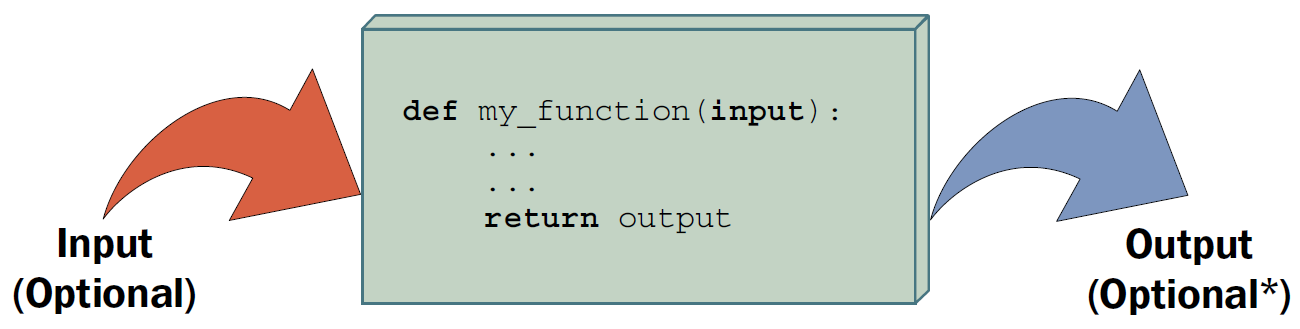 def my_function(input):
...
...
return output
Input
(Optional)
Output
(Optional*)